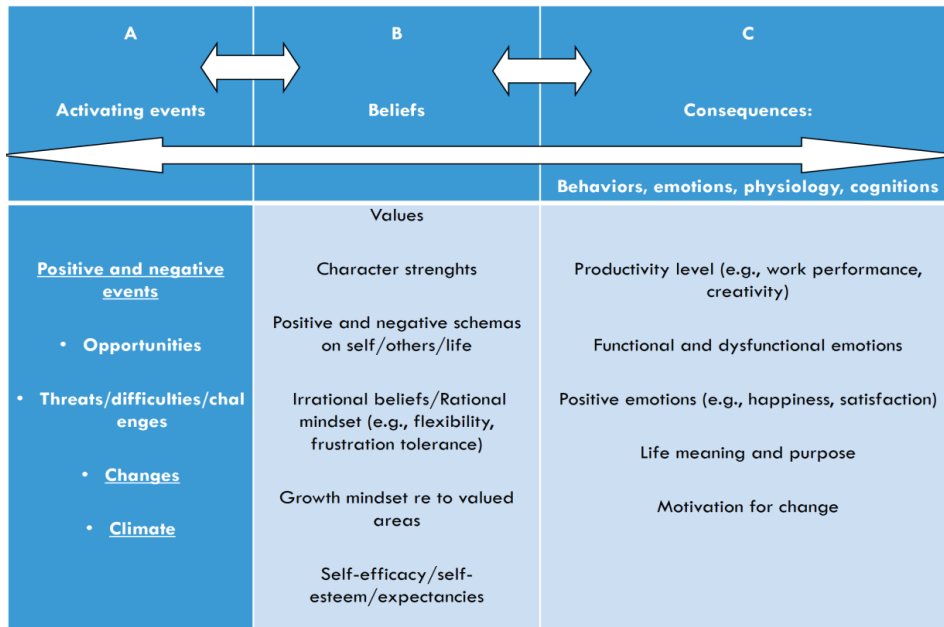 A
B
C
Activating events
Beliefs
Consequences:
Behaviors, emotions, physiology, cognitions
Positive and negative
events
• Opportunities
• Threats/difficulties/chal
enges
• Changes
• Climate
Values
Character strenghts
Positive and negative schemas
on self/others/life
Irrational beliefs/Rational
mindset (e.g., flexibility,
frustration tolerance)
Growth mindset re to valued
areas
Self-efficacy/self-
esteem/expectancies
Productivity level (e.g., work performance,
creativity)
Functional and dysfunctional emotions
Positive emotions (e.g., happiness, satisfaction)
Life meaning and purpose
Motivation for change